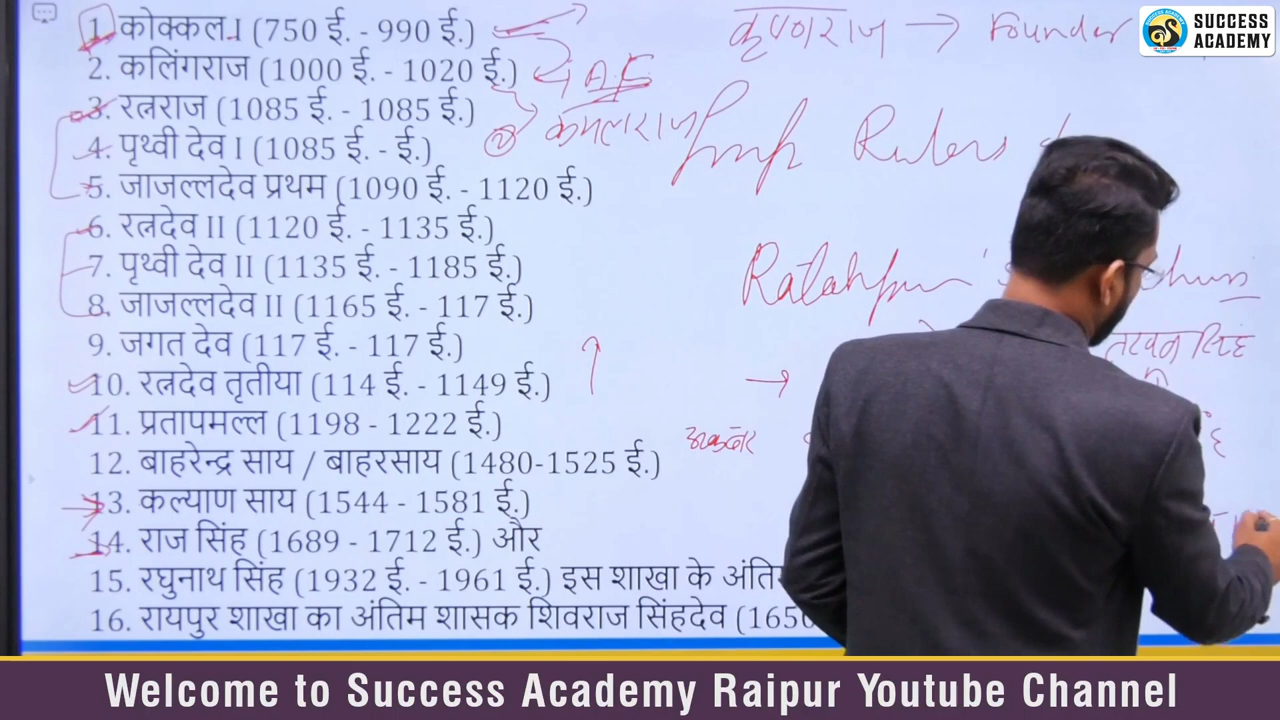 1. कोक्कल I (750 ई. - 990 ई.)
2. कलिंगराज (1000 ई. - 1020 ई.)
3. रत्नराज (1085 ई. - 1085 ई.)
4. पृथ्वी देव I (1085 ई. - ई.)
5. जाजल्लदेव प्रथम (1090 ई. - 1120 ई.)
6. रत्नदेव II (1120 ई. - 1135 ई.)
7. पृथ्वी देव II (1135 ई. - 1185 ई.)
8. जाजल्लदेव II (1165 ई. - 117 ई.)
9. जगत देव (117 ई. - 117 ई.)
10. रत्नदेव तृतीया (114 ई. - 1149 ई.)
11. प्रतापमल्ल (1198 - 1222 ई.)
12. बाहरेन्द्र साय / बाहरसाय (1480-1525 ई.)
13. कल्याण साय (1544 - 1581 ई.)
14. राज सिंह (1689 - 1712 ई.) और
15. रघुनाथ सिंह (1932 ई. - 1961 ई.) इस शाखा के
16. रायपुर शाखा का अंतिम शासक शिवराज सिंहदेव
→ Founder
② कमलराज
Imp Rulers
अकबर
SUCCESS
ACADEMY
Welcome to Success Academy Raipur Youtube Channel